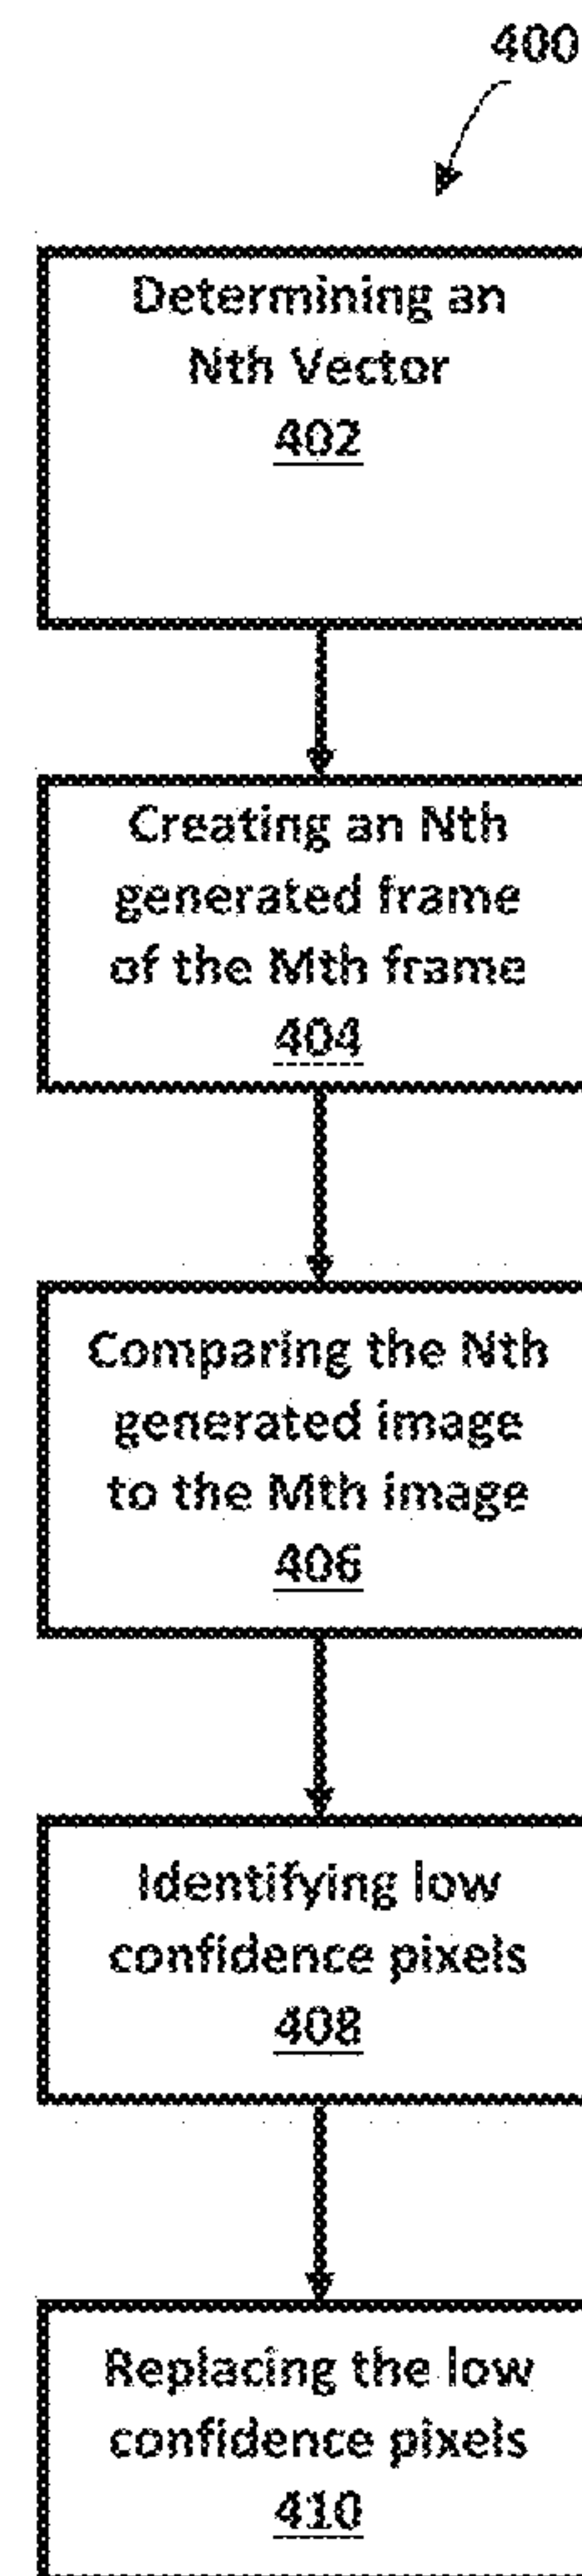 400
Determining an
Nth Vector
402
Creating an Nth
generated frame
of the Mth frame
404
Comparing the Nth
generated image
to the Mth image
406
Identifying low
confidence pixels
408
Replacing the low
confidence pixels
410